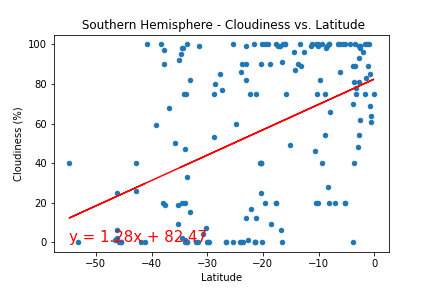 Southern Hemisphere - Cloudiness vs. Latitude
100
80
60
40
20
0
Cloudiness (%)
y = 1.28x + 82.47
−50 −40 −30 −20 −10 0
Latitude